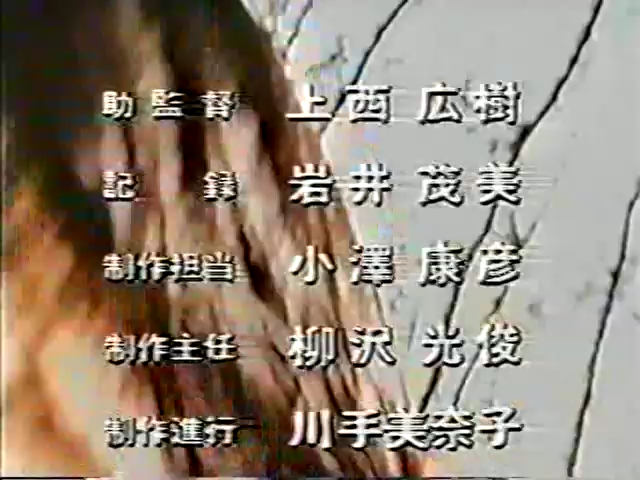 助監督 上西 広樹
記録 岩井 茂美
制作担当 小澤 康彦
制作主任 柳沢 光俊
制作進行 川手美奈子